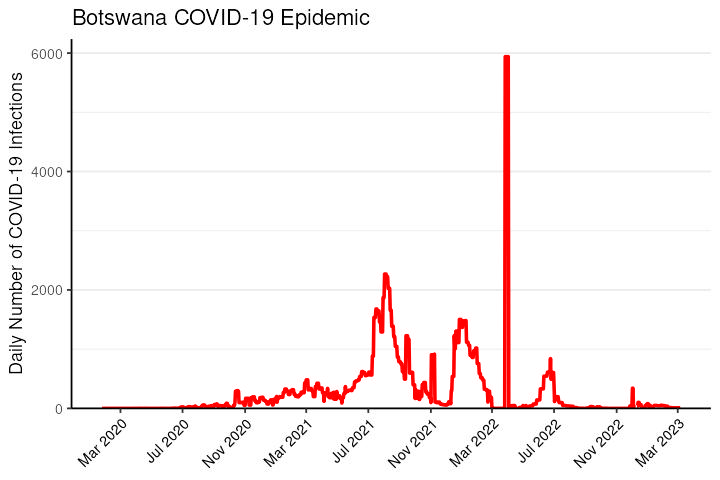 Botswana COVID-19 Epidemic
Daily Number of COVID-19 Infections
6000
4000
2000
0
Mar 2020
Jul 2020
Nov 2020
Mar 2021
Jul 2021
Nov 2021
Mar 2022
Jul 2022
Nov 2022
Mar 2023